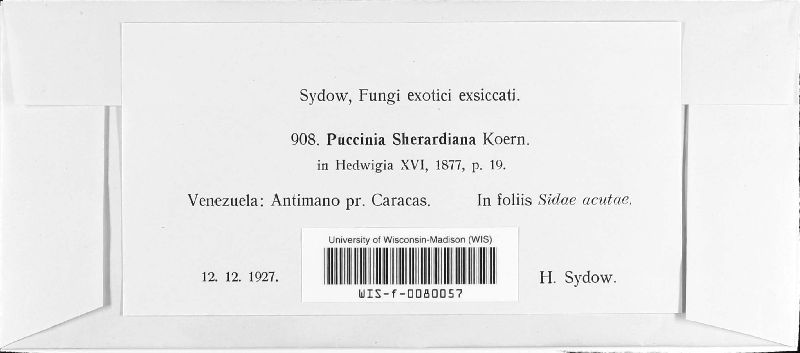 Sydow, Fungi exotici exsiccati.
908. Puccinia Sherardiana Koern.
in Hedwigia XVI, 1877, p. 19.
Venezuela: Antimano pr. Caracas. In foliis Sidae acutae.
University of Wisconsin-Madison (WIS)
WIS-f-0080057
12. 12. 1927. H. Sydow.